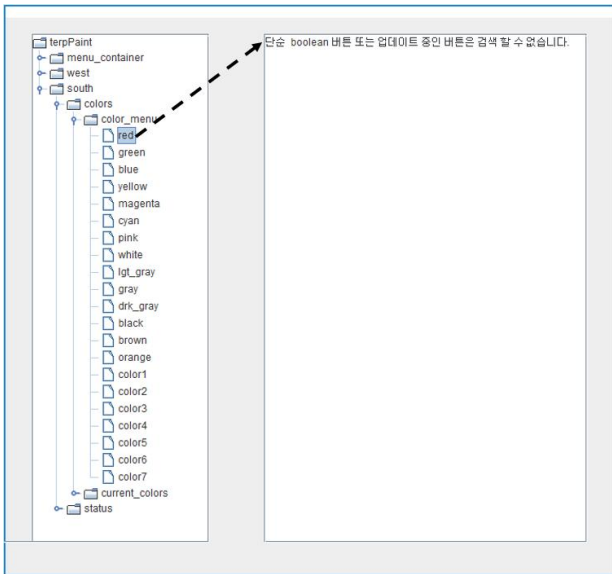 terpPaint
menu_container
west
south
colors
color_menu
red
green
blue
yellow
magenta
cyan
pink
white
lgt_gray
gray
drk_gray
black
brown
orange
color1
color2
color3
color4
color5
color6
color7
current_colors
status
단순 boolean 버튼 또는 업데이트 중인 버튼은 검색 할 수 없습니다.